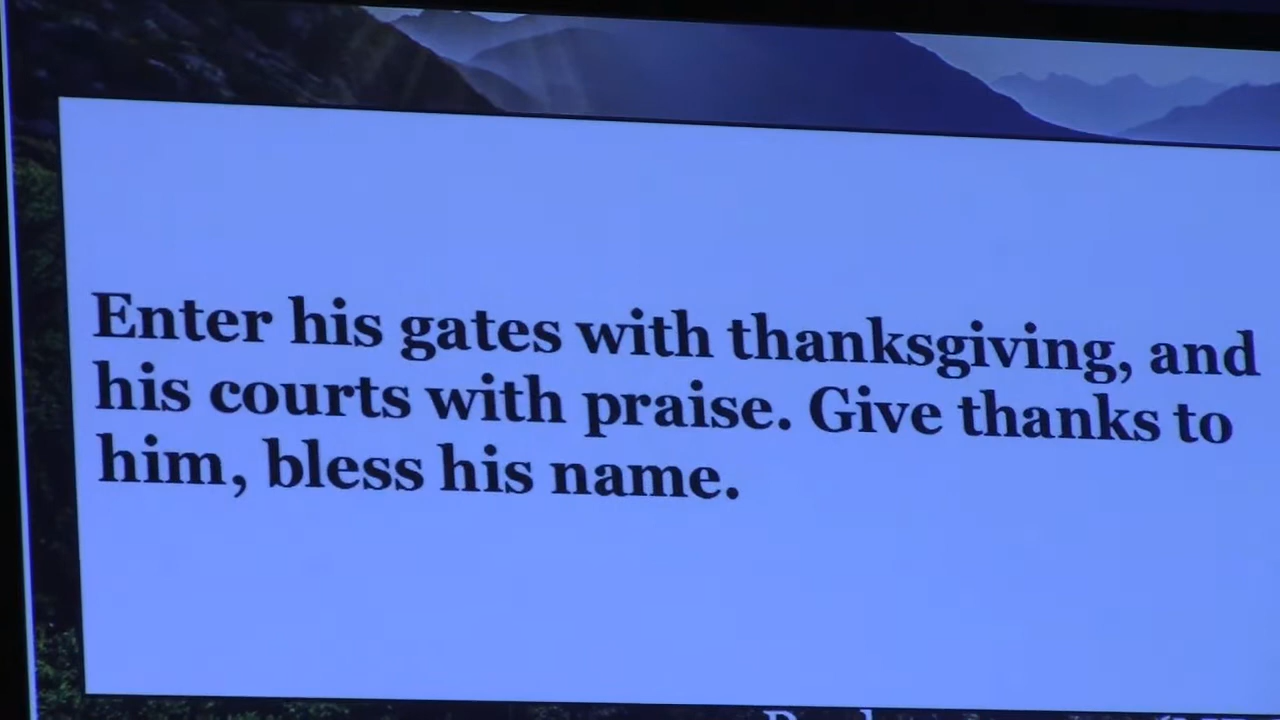 Enter his gates with thanksgiving, and
his courts with praise. Give thanks to
him, bless his name.